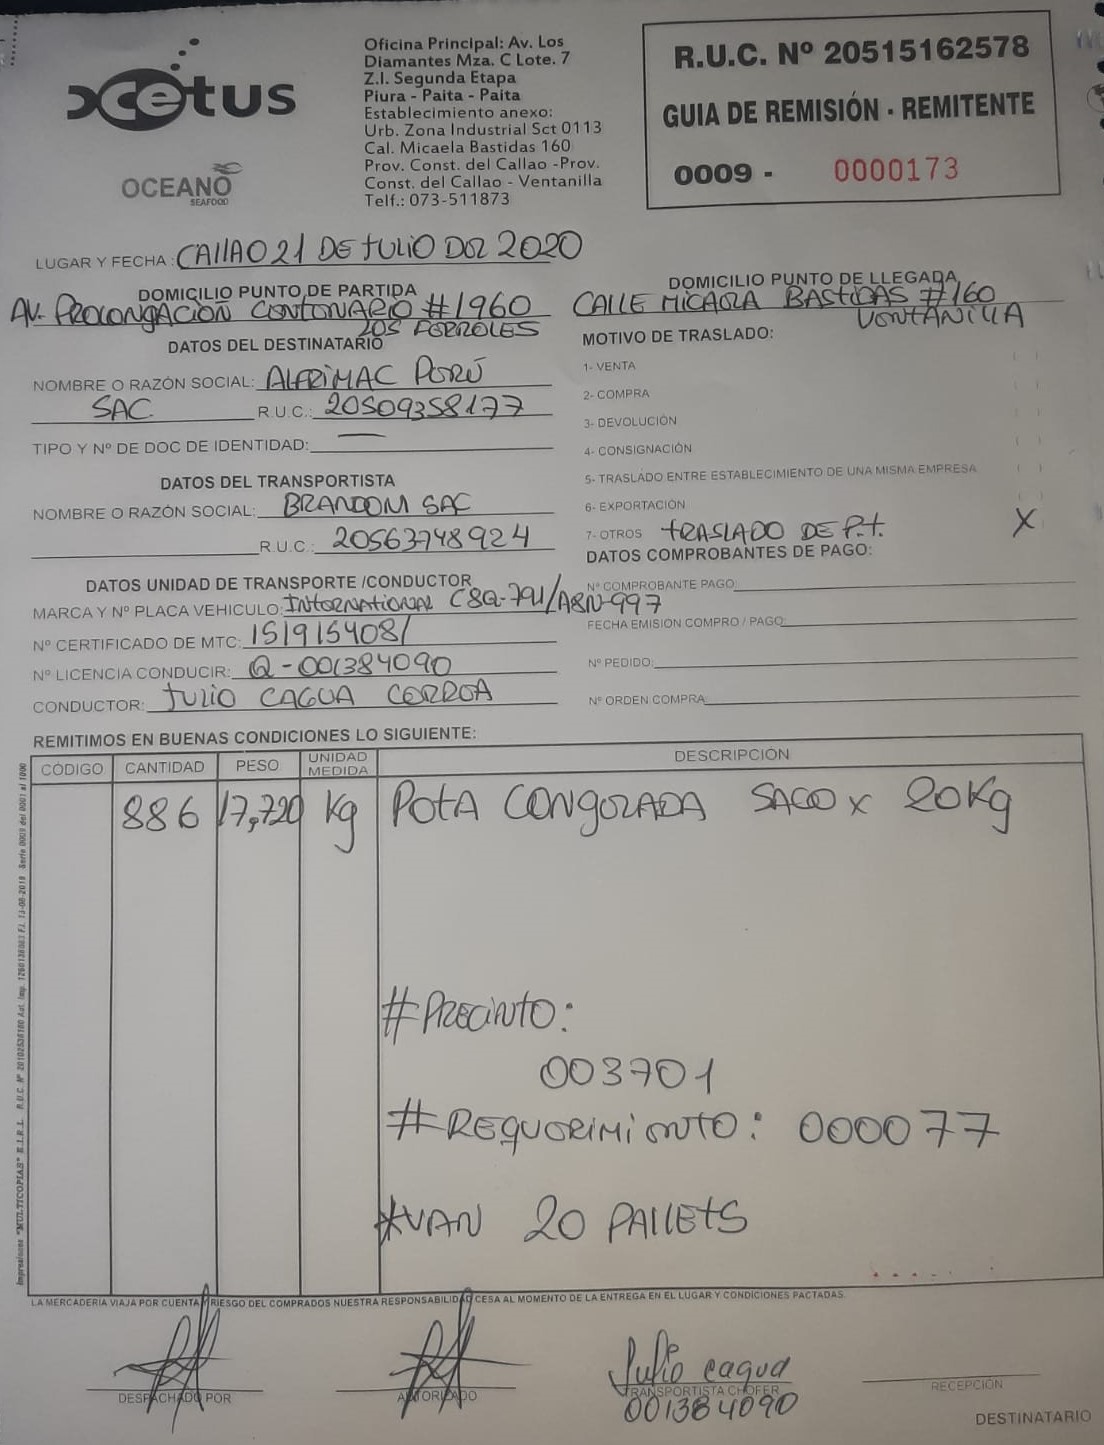 xcetus
OCEANO
SEAFOOD
Oficina Principal: Av. Los
Diamantes Mza. C Lote. 7
Z.I. Segunda Etapa
Piura - Paita - Paita
Establecimiento anexo:
Urb. Zona Industrial Sct 0113
Cal. Micaela Bastidas 160
Prov. Const. del Callao -Prov.
Const. del Callao - Ventanilla
Telf.: 073-511873
R.U.C. Nº 20515162578
GUIA DE REMISIÓN - REMITENTE
0009 - 0000173
LUGAR Y FECHA : CALLAO 21 DE JULIO DEL 2020
DOMICILIO PUNTO DE PARTIDA
AV. PROLONGACIÓN CENTENARIO #1960
LOS FERROLES
DOMICILIO PUNTO DE LLEGADA
CALLE MICAELA BASTIDAS #160
VENTANILLA
DATOS DEL DESTINATARIO
NOMBRE O RAZÓN SOCIAL: ALFRIMAC PERÚ
SAC R.U.C.: 20509358177
TIPO Y Nº DE DOC DE IDENTIDAD: —
DATOS DEL TRANSPORTISTA
NOMBRE O RAZÓN SOCIAL: BRANDOM SAC
R.U.C.: 20563748924
MOTIVO DE TRASLADO:
1- VENTA ( )
2- COMPRA ( )
3- DEVOLUCIÓN ( )
4- CONSIGNACIÓN ( )
5- TRASLADO ENTRE ESTABLECIMIENTO DE UNA MISMA EMPRESA ( )
6- EXPORTACIÓN ( )
7- OTROS TRASLADO DE P.T. X
DATOS COMPROBANTES DE PAGO:
DATOS UNIDAD DE TRANSPORTE /CONDUCTOR
MARCA Y Nº PLACA VEHICULO: INTERNATIONAL C8Q-791/A8N-997
Nº CERTIFICADO DE MTC: 151915408/
Nº LICENCIA CONDUCIR: Q-001384090
CONDUCTOR: JULIO CAGUA CORREA
Nº COMPROBANTE PAGO:
FECHA EMISION COMPRO / PAGO:
Nº PEDIDO:
Nº ORDEN COMPRA:
REMITIMOS EN BUENAS CONDICIONES LO SIGUIENTE:
CÓDIGO CANTIDAD PESO UNIDAD MEDIDA DESCRIPCIÓN
886 17,720 Kg POTA CONGELADA SACO x 20Kg
#PRECINTO:
003701
#REQUERIMIENTO: 000077
*VAN 20 PALLETS
LA MERCADERIA VIAJA POR CUENTA Y RIESGO DEL COMPRADOS NUESTRA RESPONSABILIDAD CESA AL MOMENTO DE LA ENTREGA EN EL LUGAR Y CONDICIONES PACTADAS.
Julio cagua
DESPACHADO POR AUTORIZADO TRANSPORTISTA CHOFER RECEPCIÓN
001384090
DESTINATARIO